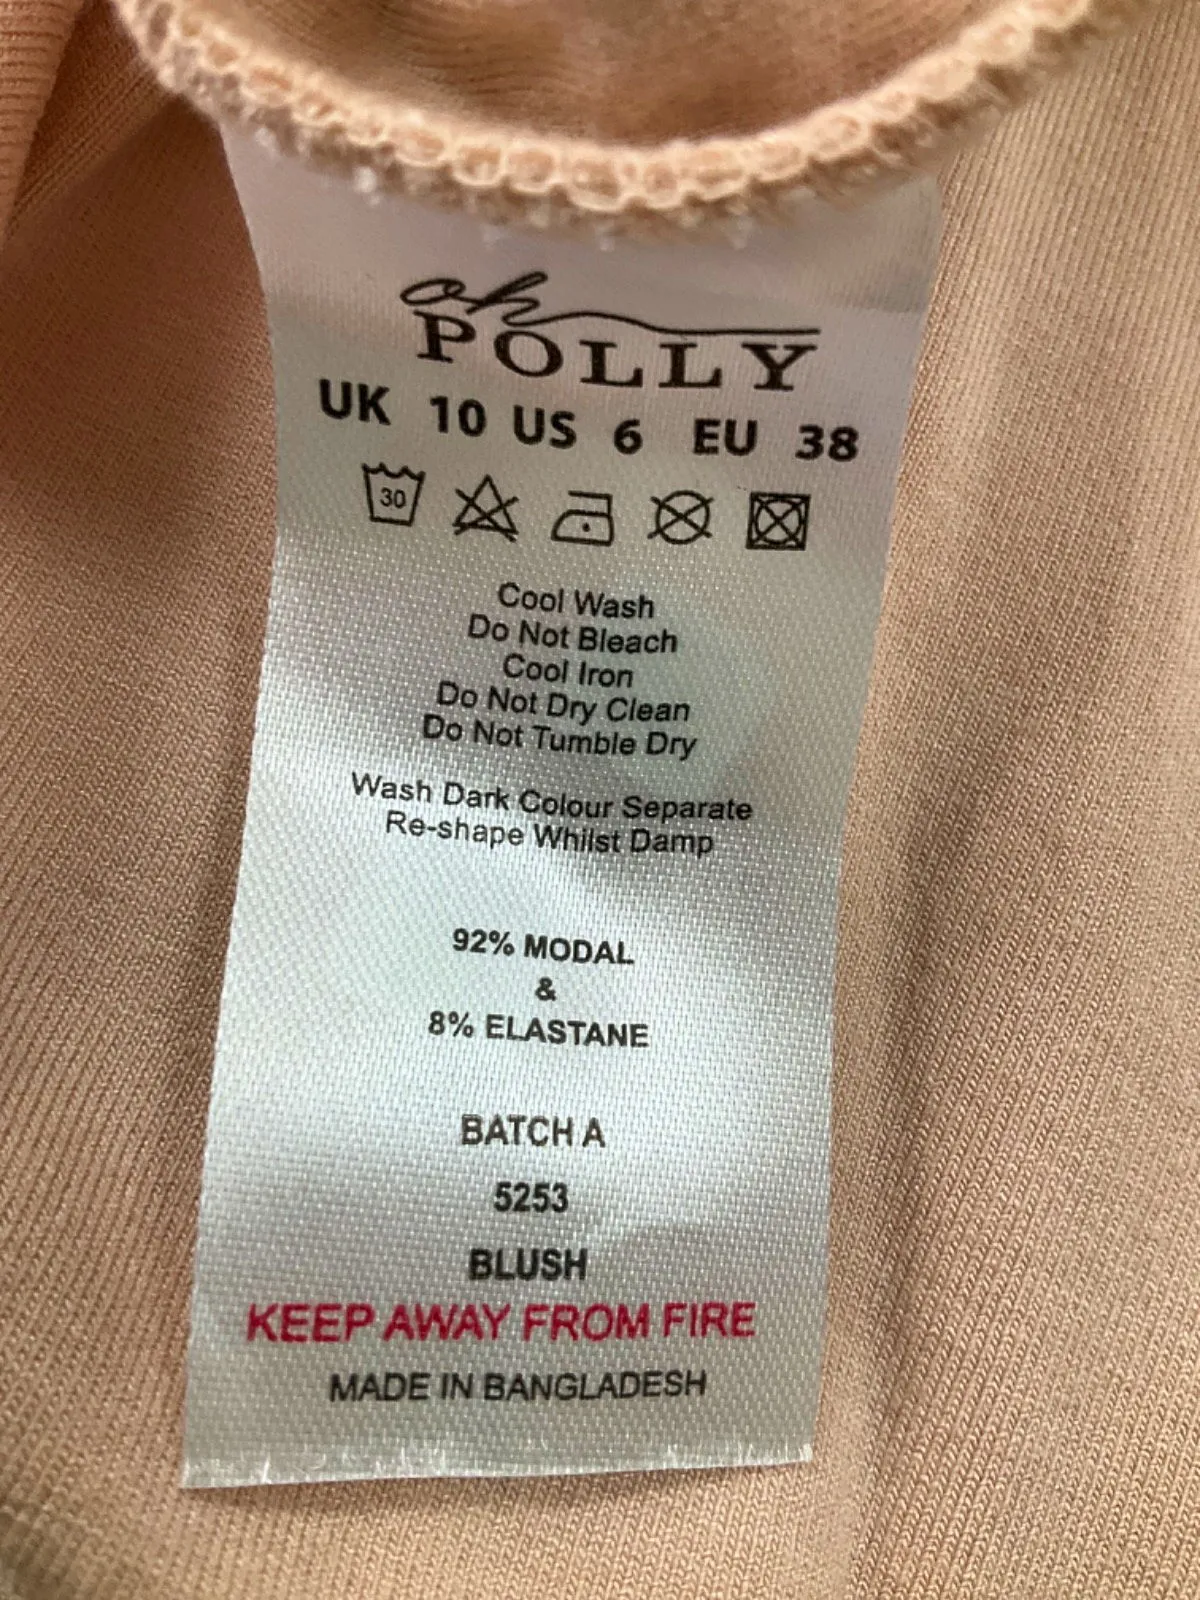 oh
POLLY
UK 10 US 6 EU 38
30
Cool Wash
Do Not Bleach
Cool Iron
Do Not Dry Clean
Do Not Tumble Dry
Wash Dark Colour Separate
Re-shape Whilst Damp
92% MODAL
&
8% ELASTANE
BATCH A
5253
BLUSH
KEEP AWAY FROM FIRE
MADE IN BANGLADESH